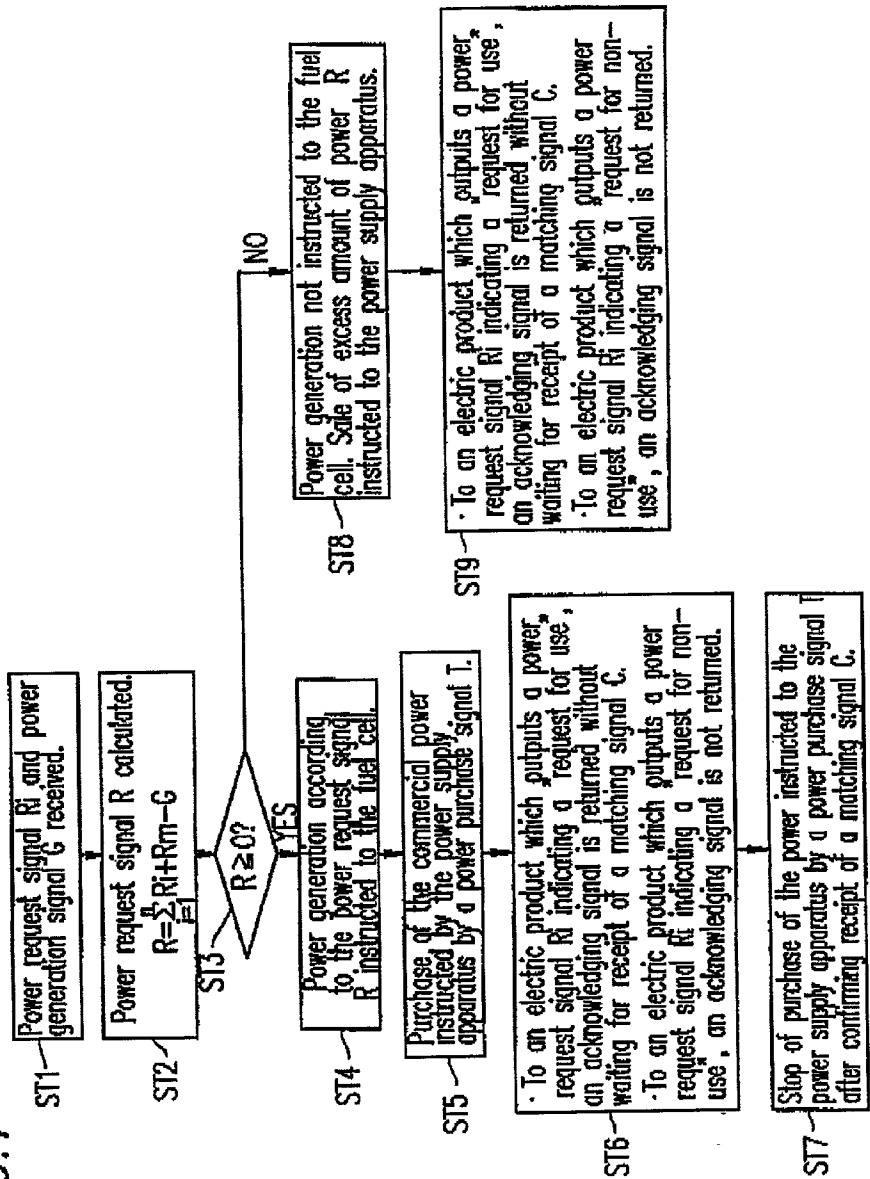 ST1
Power request signal Ri and power
generation signal G received.
ST2
Power request signal R calculated.
R=∑Ri+Rm-G
n
i=1
ST3
R≧0?
YES
NO
ST4
Power generation according
to the power request signal
R instructed to the fuel cell.
ST5
Purchase of the commercial power
instructed by the power supply
apparatus by a power purchase signal T.
ST6
· To an electric product which outputs a power
request signal Ri indicating a "request for use",
an acknowledging signal is returned without
waiting for receipt of a matching signal C.
· To an electric product which outputs a power
request signal Ri indicating a "request for non-
use", an acknowledging signal is not returned.
ST7
Stop of purchase of the power instructed to the
power supply apparatus by a power purchase signal T
after confirming receipt of a matching signal C.
ST8
Power generation not instructed to the fuel
cell. Sale of excess amount of power R
instructed to the power supply apparatus.
ST9
· To an electric product which outputs a power
request signal Ri indicating a "request for use",
an acknowledging signal is returned without
waiting for receipt of a matching signal C.
· To an electric product which outputs a power
request signal Ri indicating a "request for non-
use", an acknowledging signal is not returned.